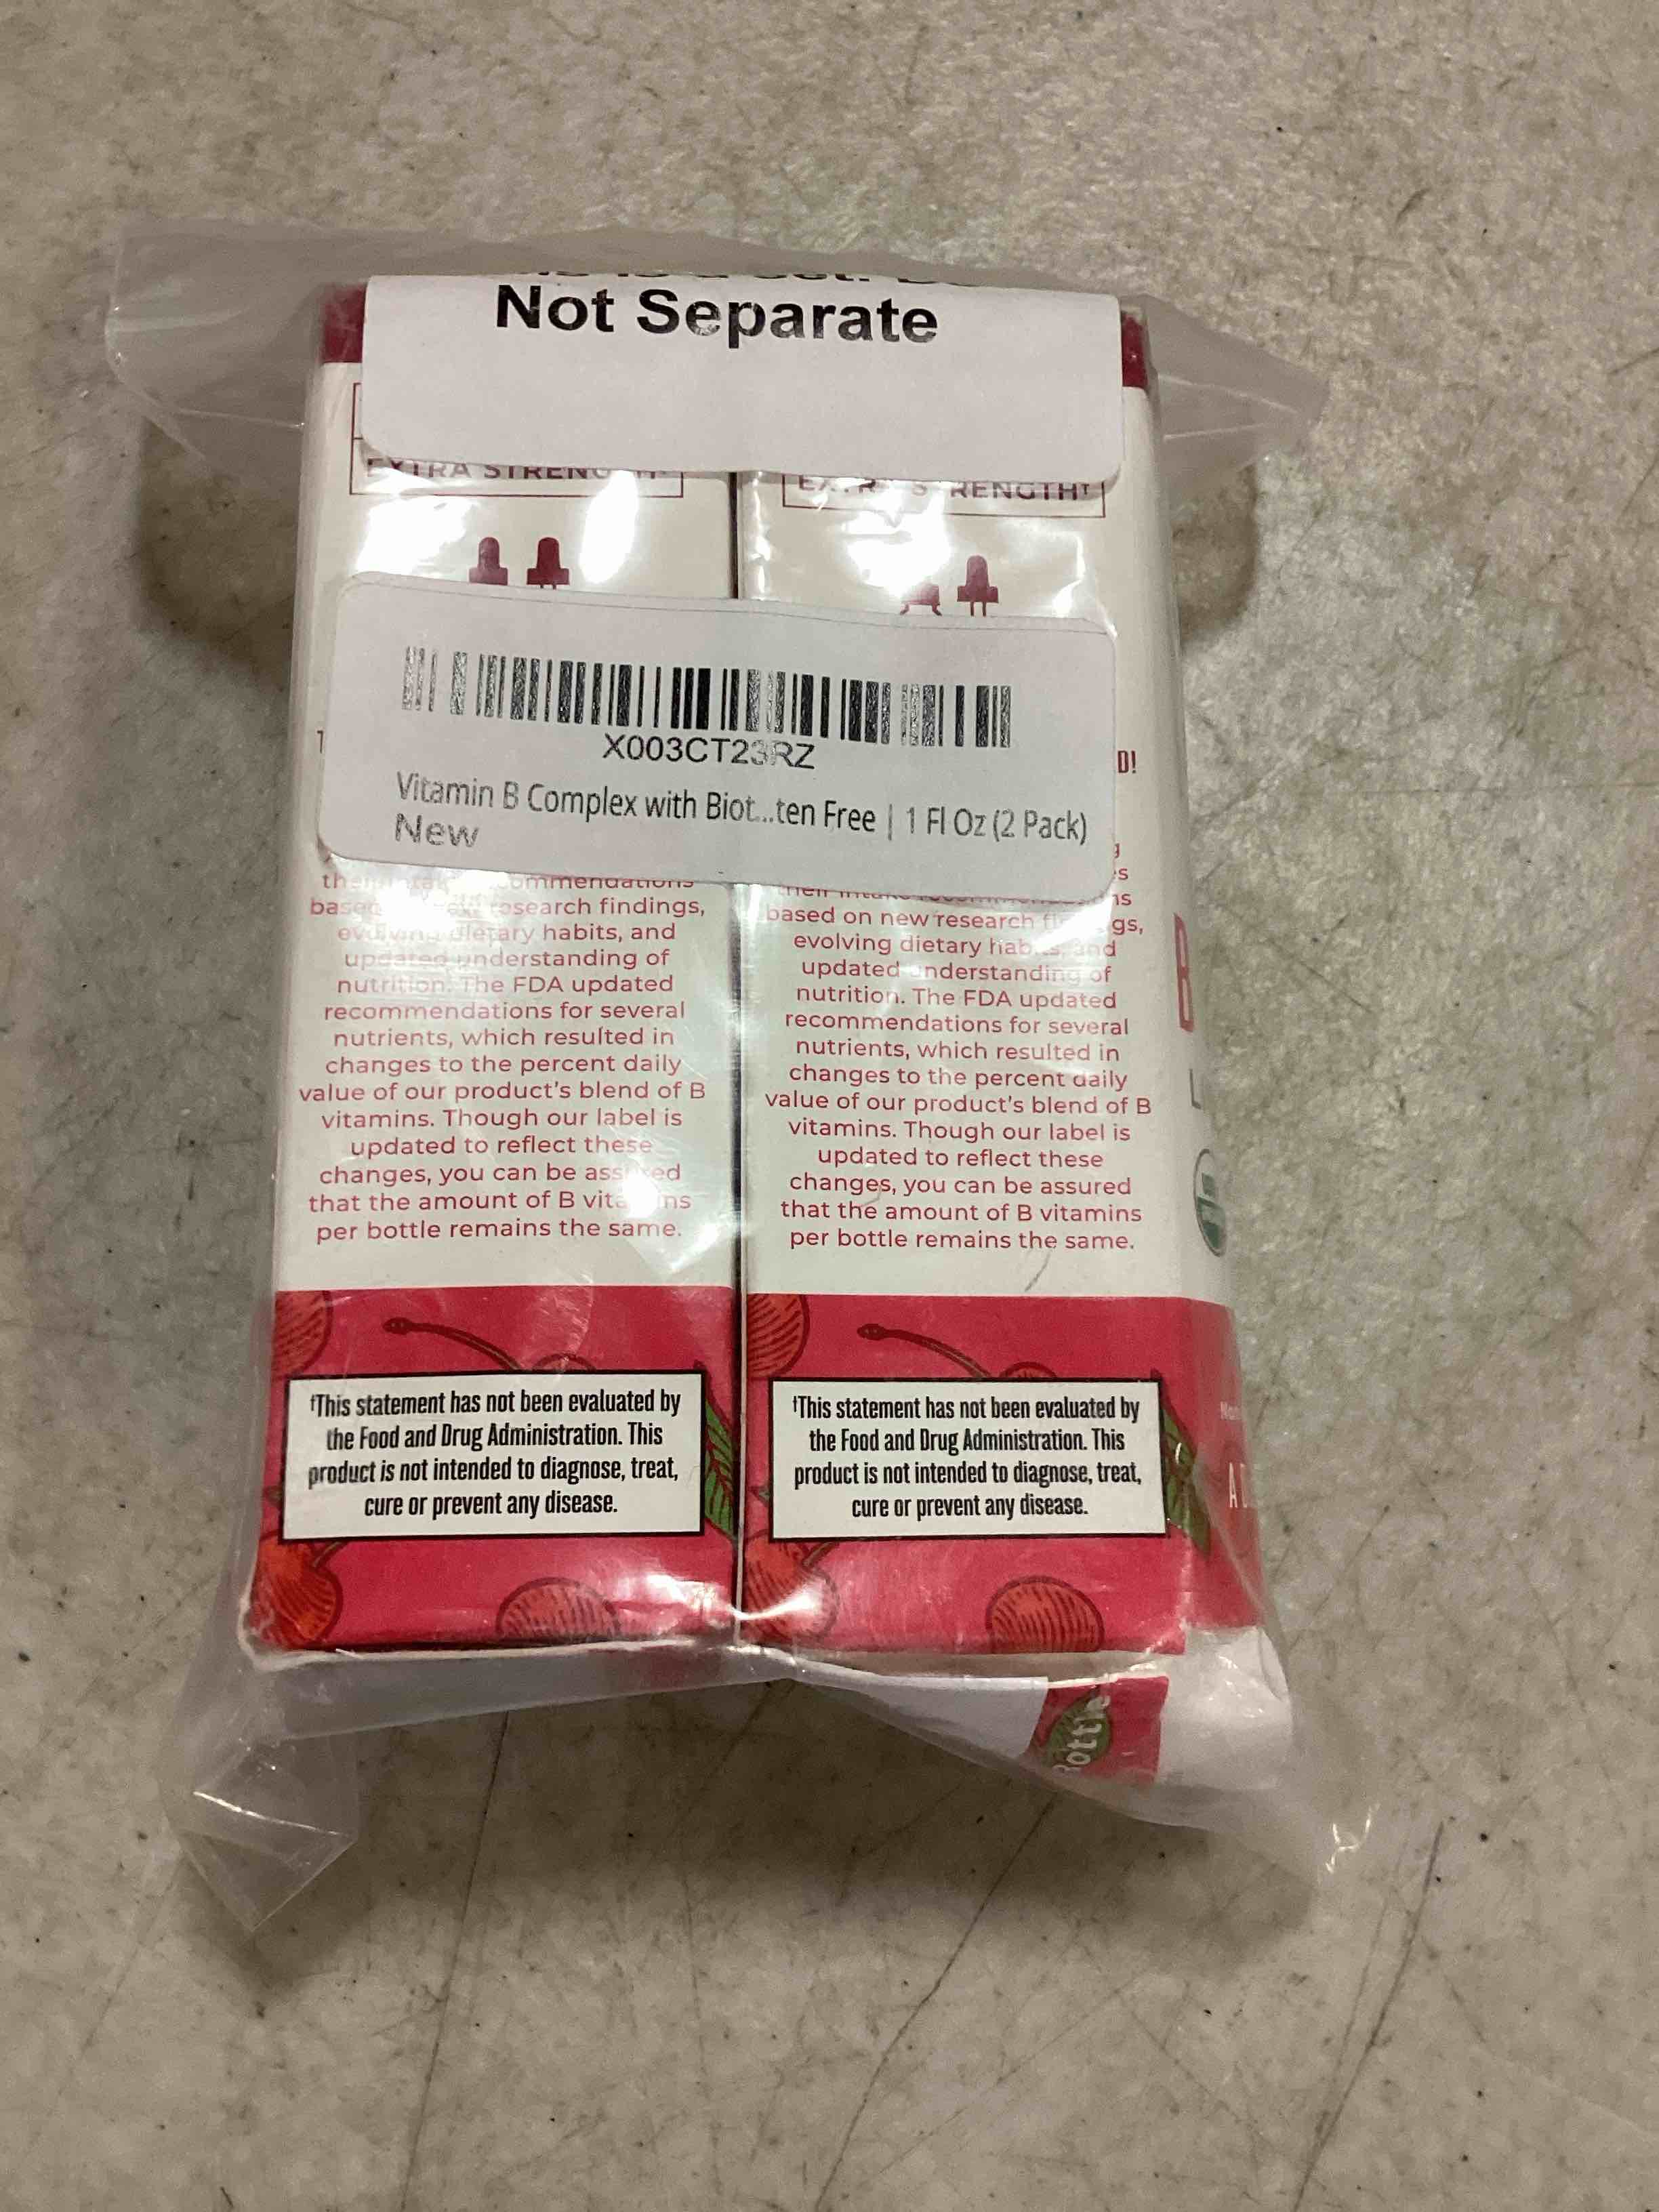 Not Separate
EXTRA STRENGTH†
EXTRA STRENGTH†
X003CT23RZ
Vitamin B Complex with Biot...ten Free | 1 Fl Oz (2 Pack)
New
D!
recommendations
based research findings,
evolving dietary habits, and
updated understanding of
nutrition. The FDA updated
recommendations for several
nutrients, which resulted in
changes to the percent daily
value of our product's blend of B
vitamins. Though our label is
updated to reflect these
changes, you can be assured
that the amount of B vitamins
per bottle remains the same.
their intake recommendations
based on new research findings,
evolving dietary habits, and
updated understanding of
nutrition. The FDA updated
recommendations for several
nutrients, which resulted in
changes to the percent daily
value of our product's blend of B
vitamins. Though our label is
updated to reflect these
changes, you can be assured
that the amount of B vitamins
per bottle remains the same.
†This statement has not been evaluated by
the Food and Drug Administration. This
product is not intended to diagnose, treat,
cure or prevent any disease.
†This statement has not been evaluated by
the Food and Drug Administration. This
product is not intended to diagnose, treat,
cure or prevent any disease.
B
L
A D
Bottle